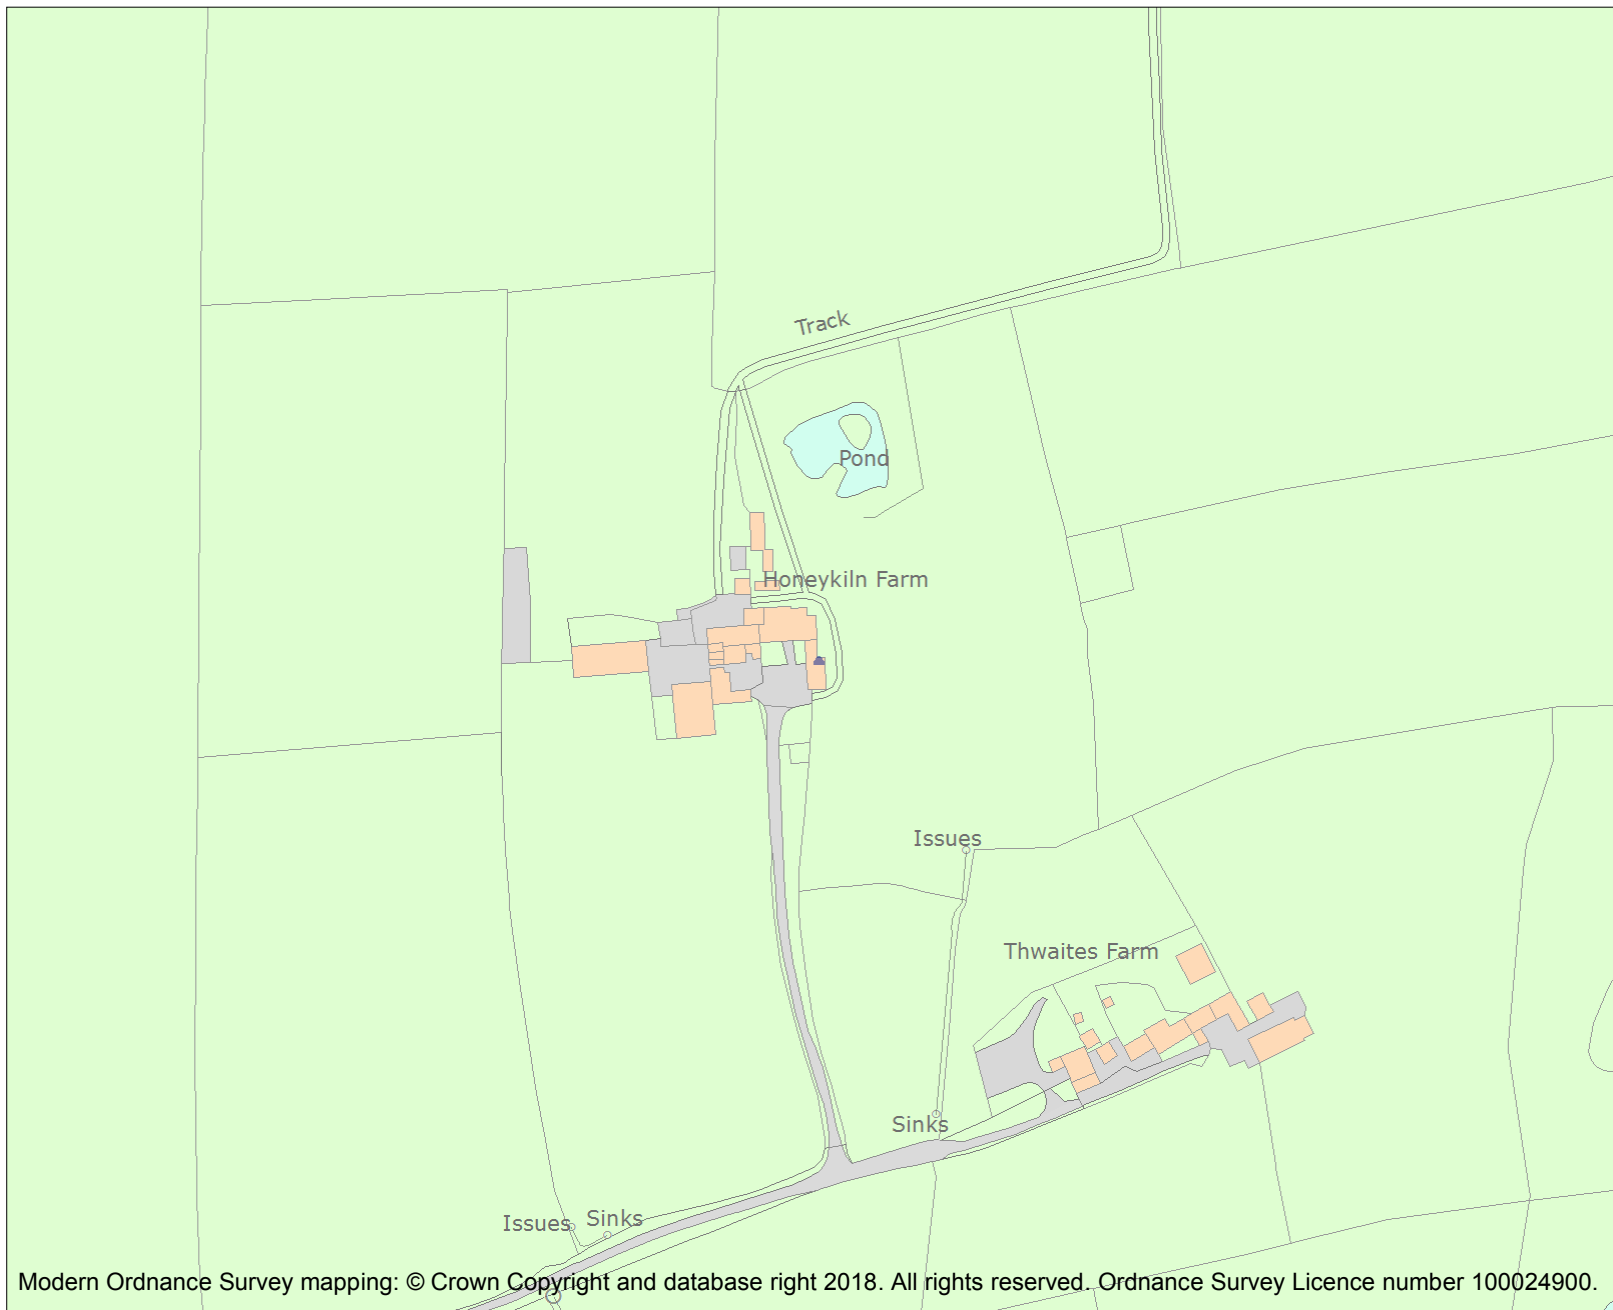 Track
Pond
Honeykiln Farm
Issues
Thwaites Farm
Sinks
Issues
Sinks
Modern Ordnance Survey mapping: © Crown Copyright and database right 2018. All rights reserved. Ordnance Survey Licence number 100024900.